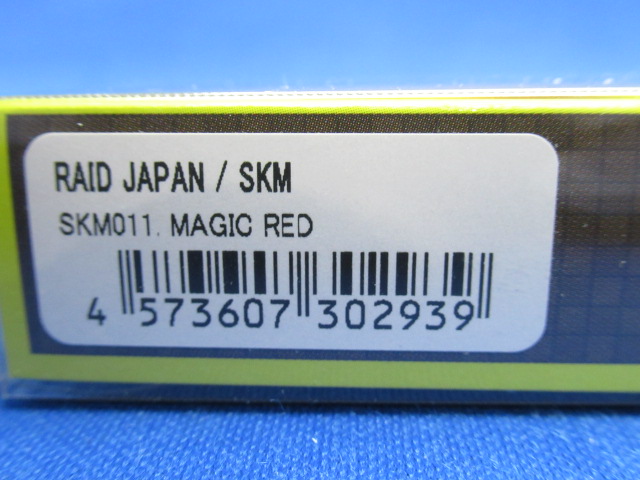 RAID JAPAN / SKM
SKM011. MAGIC RED
4 573607 302939